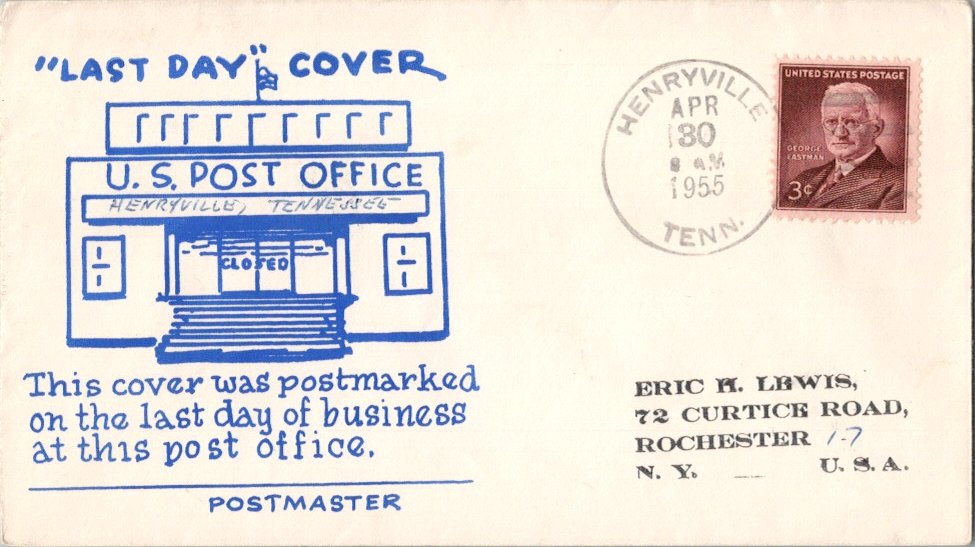 "LAST DAY" COVER
U.S. POST OFFICE
HENRYVILLE, TENNESSEE
CLOSED
This cover was postmarked
on the last day of business
at this post office.
POSTMASTER
HENRYVILLE
APR
30
8 A.M.
1955
TENN.
UNITED STATES POSTAGE
GEORGE
EASTMAN
3¢
ERIC H. LEWIS,
72 CURTICE ROAD,
ROCHESTER 1-7
N. Y. U. S. A.